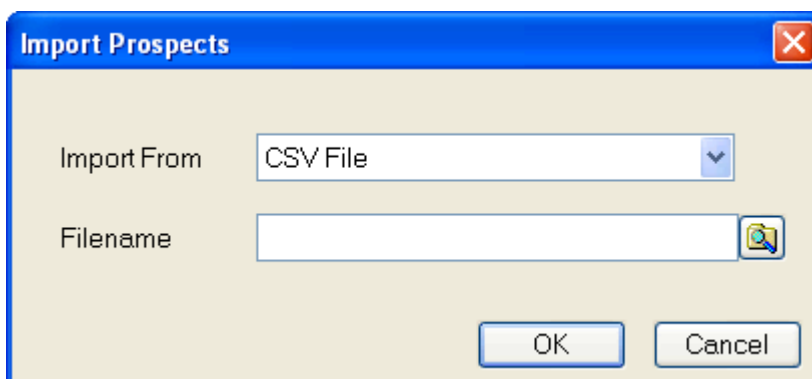 Import Prospects
Import From CSV File
Filename
OK Cancel